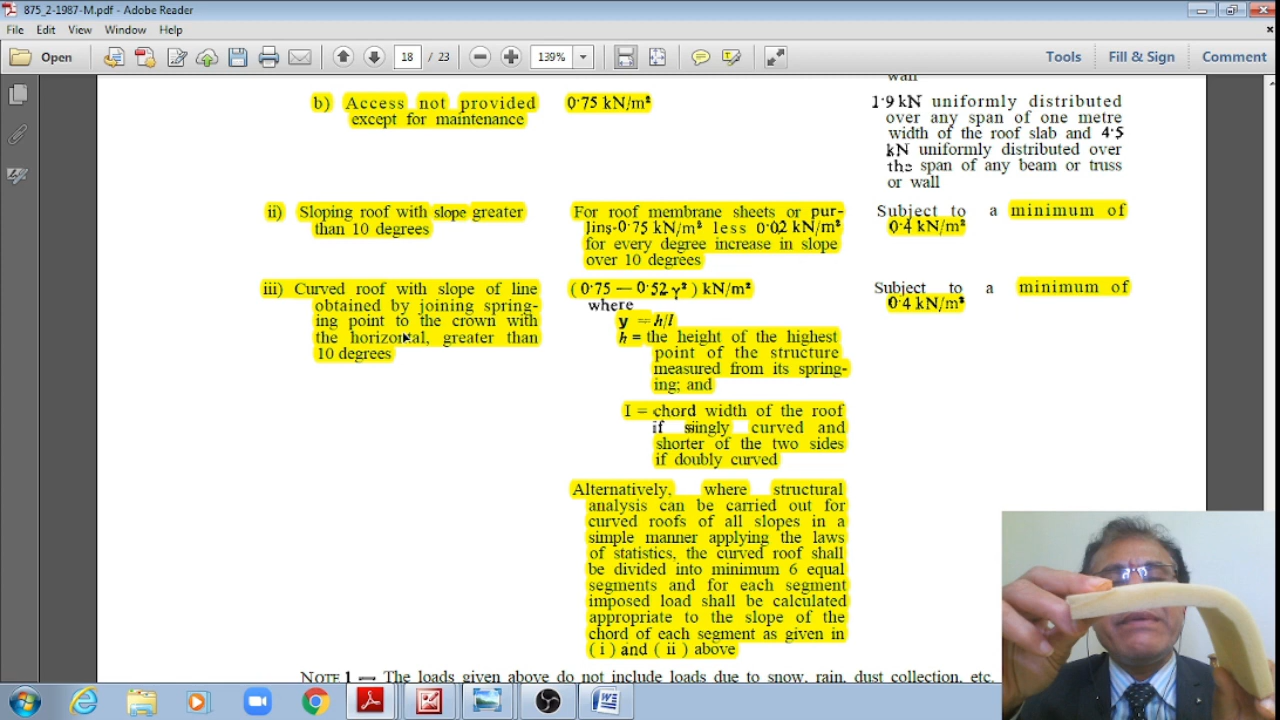 875_2-1987-M.pdf - Adobe Reader
File Edit View Window Help
Open 18 / 23 139% Tools Fill & Sign Comment
wall
b) Access not provided
except for maintenance
0·75 kN/m²
1·9 kN uniformly distributed
over any span of one metre
width of the roof slab and 4·5
kN uniformly distributed over
the span of any beam or truss
or wall
ii) Sloping roof with slope greater
than 10 degrees
For roof membrane sheets or pur-
lins-0·75 kN/m² less 0·02 kN/m²
for every degree increase in slope
over 10 degrees
Subject to a minimum of
0·4 kN/m²
iii) Curved roof with slope of line
obtained by joining spring-
ing point to the crown with
the horizontal, greater than
10 degrees
( 0·75 — 0·52 γ² ) kN/m²
where
y = h/l
h = the height of the highest
point of the structure
measured from its spring-
ing; and
I = chord width of the roof
if singly curved and
shorter of the two sides
if doubly curved
Subject to a minimum of
0·4 kN/m²
Alternatively, where structural
analysis can be carried out for
curved roofs of all slopes in a
simple manner applying the laws
of statistics, the curved roof shall
be divided into minimum 6 equal
segments and for each segment
imposed load shall be calculated
appropriate to the slope of the
chord of each segment as given in
( i ) and ( ii ) above
NOTE 1 — The loads given above do not include loads due to snow, rain, dust collection, etc.